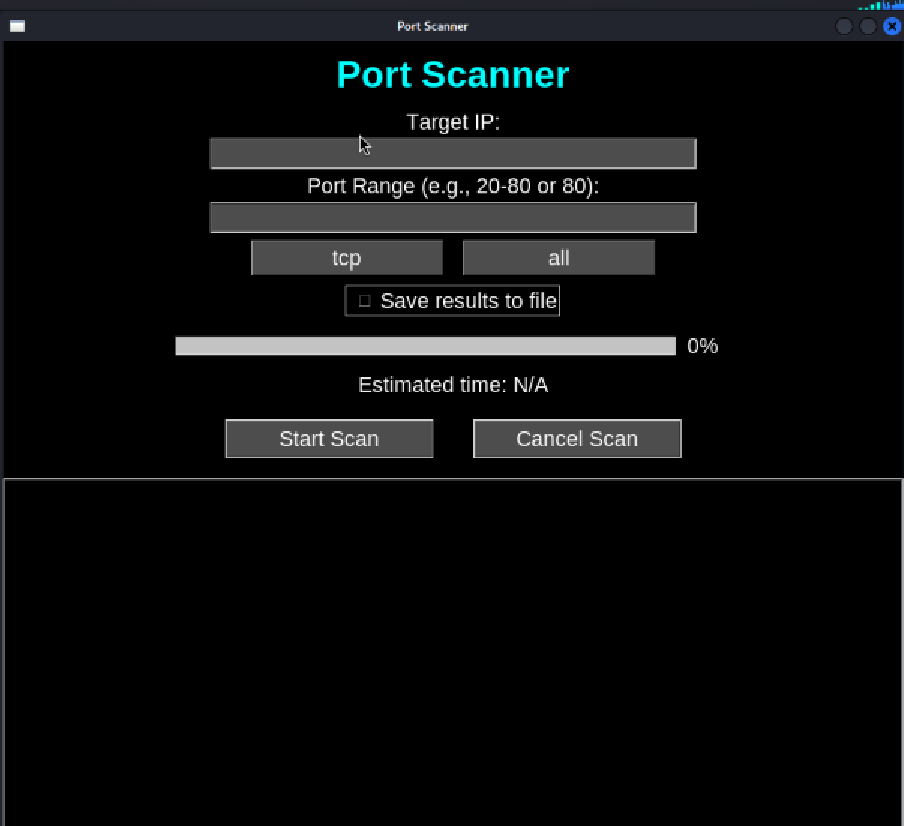 Port Scanner
Port Scanner
Target IP:
Port Range (e.g., 20-80 or 80):
tcp all
Save results to file
0%
Estimated time: N/A
Start Scan Cancel Scan